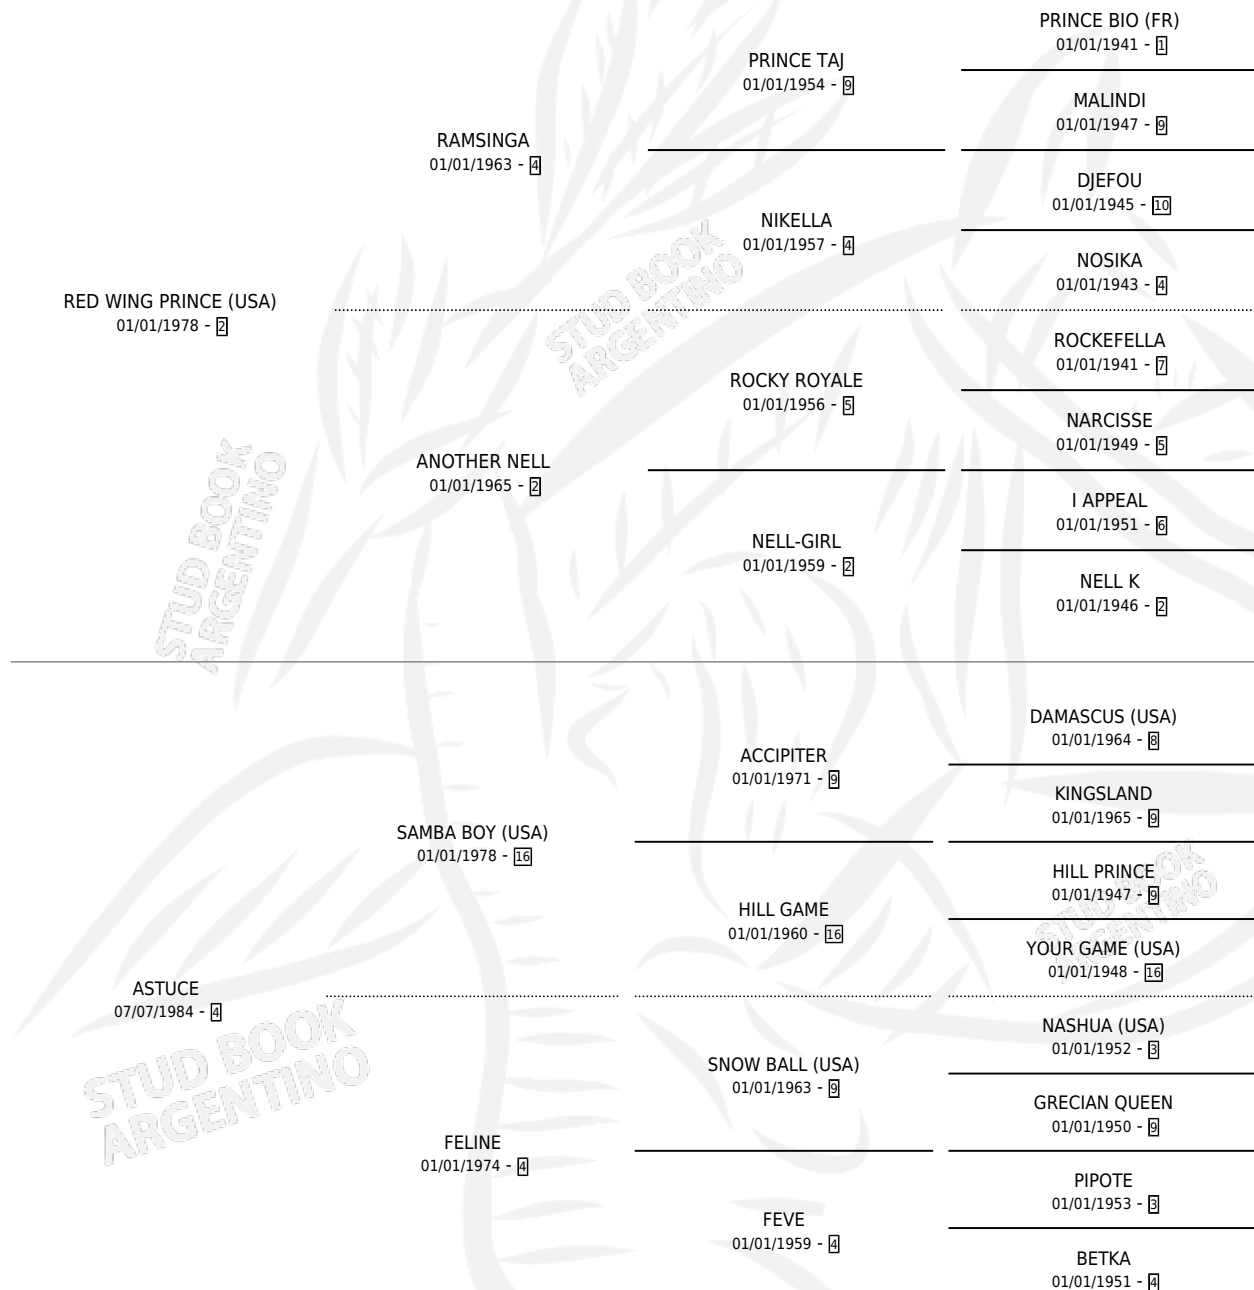 PRINCE BIO (FR)
01/01/1941 - 1
PRINCE TAJ
01/01/1954 - 9
MALINDI
01/01/1947 - 9
RAMSINGA
01/01/1963 - 4
DJEFOU
01/01/1945 - 10
NIKELLA
01/01/1957 - 4
NOSIKA
01/01/1943 - 4
RED WING PRINCE (USA)
01/01/1978 - 2
ROCKEFELLA
01/01/1941 - 7
ROCKY ROYALE
01/01/1956 - 5
NARCISSE
01/01/1949 - 5
ANOTHER NELL
01/01/1965 - 2
I APPEAL
01/01/1951 - 6
NELL-GIRL
01/01/1959 - 2
NELL K
01/01/1946 - 2
DAMASCUS (USA)
01/01/1964 - 8
ACCIPITER
01/01/1971 - 9
KINGSLAND
01/01/1965 - 9
SAMBA BOY (USA)
01/01/1978 - 16
HILL PRINCE
01/01/1947 - 9
HILL GAME
01/01/1960 - 16
YOUR GAME (USA)
01/01/1948 - 16
ASTUCE
07/07/1984 - 4
NASHUA (USA)
01/01/1952 - 3
SNOW BALL (USA)
01/01/1963 - 9
GRECIAN QUEEN
01/01/1950 - 9
FELINE
01/01/1974 - 4
PIPOTE
01/01/1953 - 3
FEVE
01/01/1959 - 4
BETKA
01/01/1951 - 4
STUD BOOK
ARGENTINO
STUD BOOK
ARGENTINO
STUD BOOK
ARGENTINO
STUD BOOK
ARGENTINO